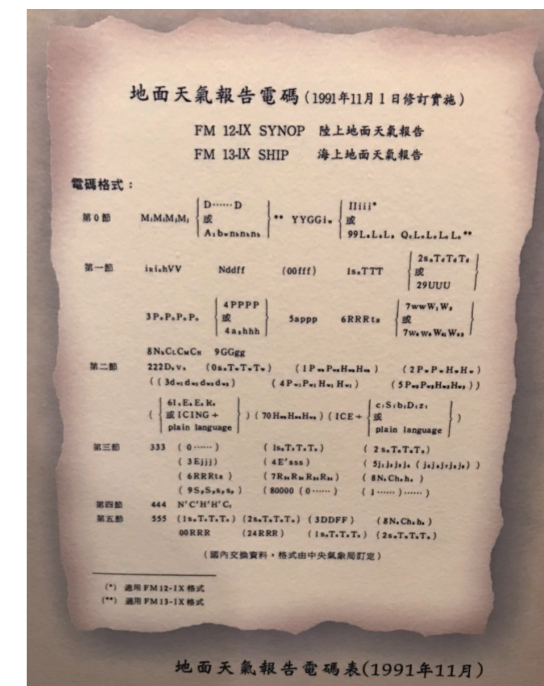 地面天氣報告電碼(1991年11月1日修訂實施)
FM 12-IX SYNOP 陸上地面天氣報告
FM 13-IX SHIP 海上地面天氣報告
電碼格式：
第0節 MᵢMᵢMⱼMⱼ { D……D 或 A₁bwnbnbnb }** YYGGiw { IIiii* 或 99LaLaLa QcLoLoLoLo** }
第一節 iRixhVV Nddff (00fff) 1snTTT { 2snTdTdTd 或 29UUU }
3PoPoPoPo { 4PPPP 或 4a₃hhh } 5appp 6RRRtR { 7wwW₁W₂ 或 7wawaWa₁Wa₂ }
8NhCLCMCH 9GGgg
第二節 222Dsvs (0snTwTwTw) (1PwaPwaHwaHwa) (2PwPwHwHw)
((3dw₁dw₁dw₂dw₂) (4Pw₁Pw₁Hw₁Hw₁) (5Pw₂Pw₂Hw₂Hw₂))
( { 6IsEsEsRs 或 ICING + plain language } ) (70HwaHwaHwa) (ICE + { cᵢSᵢbᵢDᵢzᵢ 或 plain language } )
第三節 333 (0……) (1snTxTxTx) (2snTnTnTn)
(3Ejjj) (4E'sss) (5j₁j₂j₃j₄ (j₅j₆j₇j₈j₉))
(6RRRtR) (7R₂₄R₂₄R₂₄R₂₄) (8NsChshs)
(9SPSPspsp) (80000 (0……) (1……)……)
第四節 444 N'C'H'H'Ct
第五節 555 (3DDFF) (8NsChshs)
00RRR (24RRR)
(國內交換資料，格式由中央氣象局訂定)
(*) 適用FM12-IX格式
(**) 適用FM13-IX格式
地面天氣報告電碼表(1991年11月)